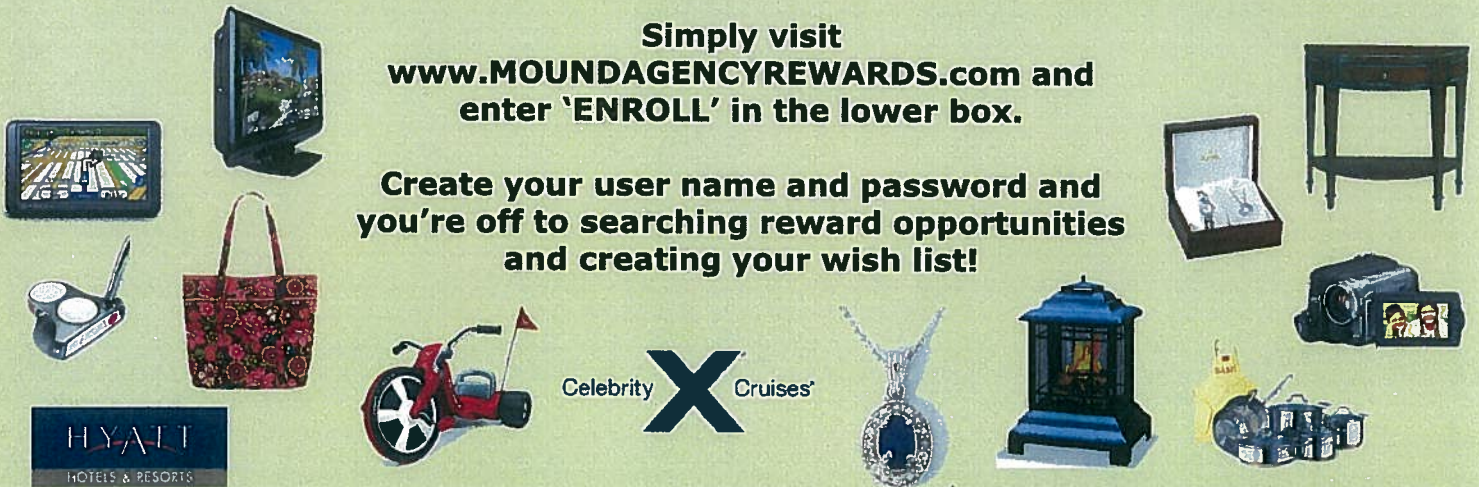 Simply visit
www.MOUNDAGENCYREWARDS.com and
enter ‘ENROLL’ in the lower box.
Create your user name and password and
you’re off to searching reward opportunities
and creating your wish list!
Celebrity X Cruises
HYATT
HOTELS & RESORTS